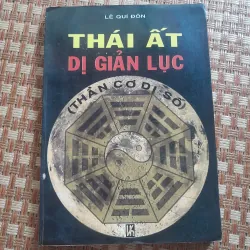 LÊ QUÍ ĐÔN
THÁI ẤT
DỊ GIẢN LỤC
(THẦN CƠ DỊ SỐ)